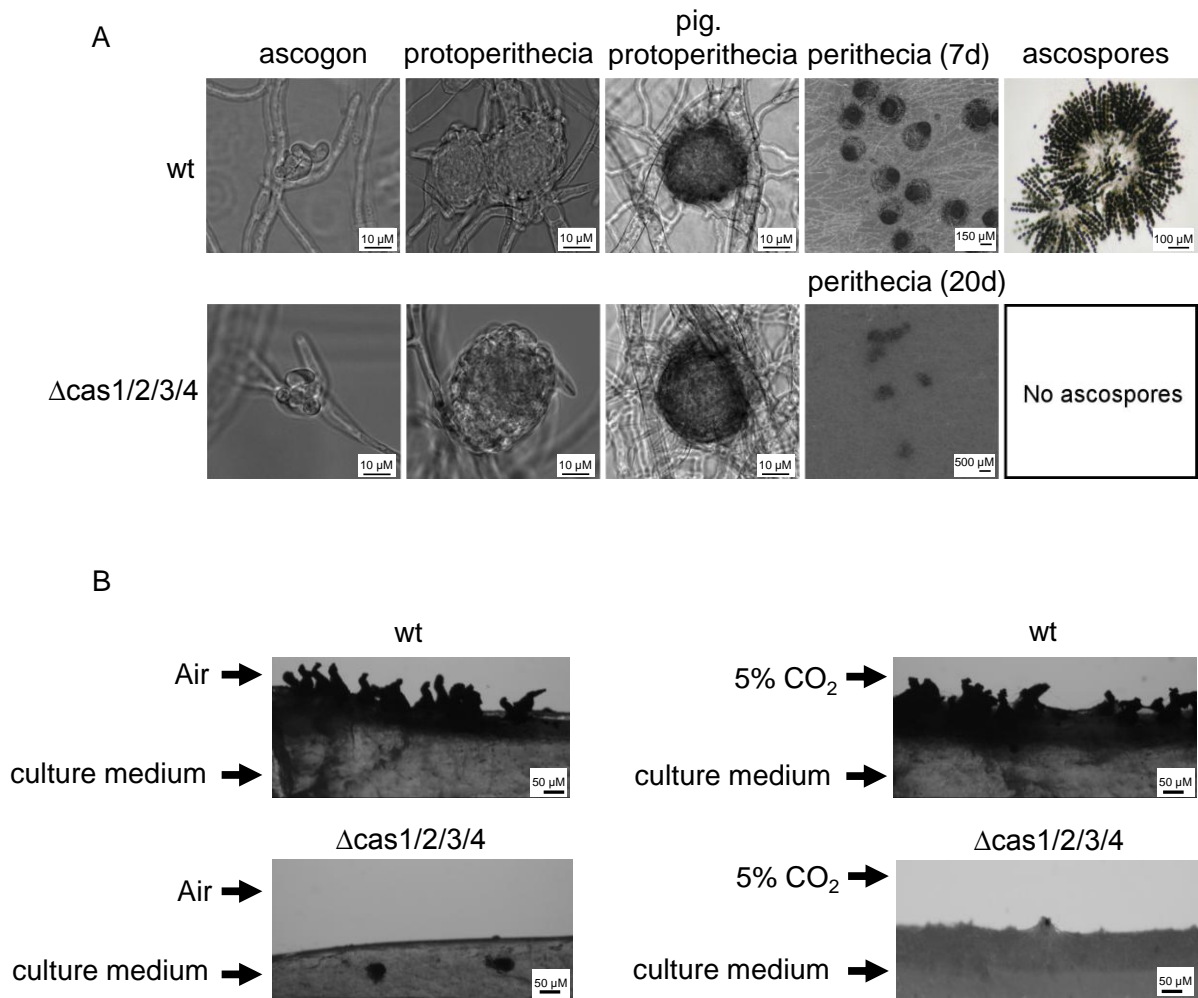 A
ascogon
protoperithecia
pig.
protoperithecia
perithecia (7d)
ascospores
wt
10 µM
10 µM
10 µM
150 µM
100 µM
perithecia (20d)
Δcas1/2/3/4
10 µM
10 µM
10 µM
500 µM
No ascospores
B
wt
Air
culture medium
50 µM
wt
5% CO₂
culture medium
50 µM
Δcas1/2/3/4
Air
culture medium
50 µM
Δcas1/2/3/4
5% CO₂
culture medium
50 µM